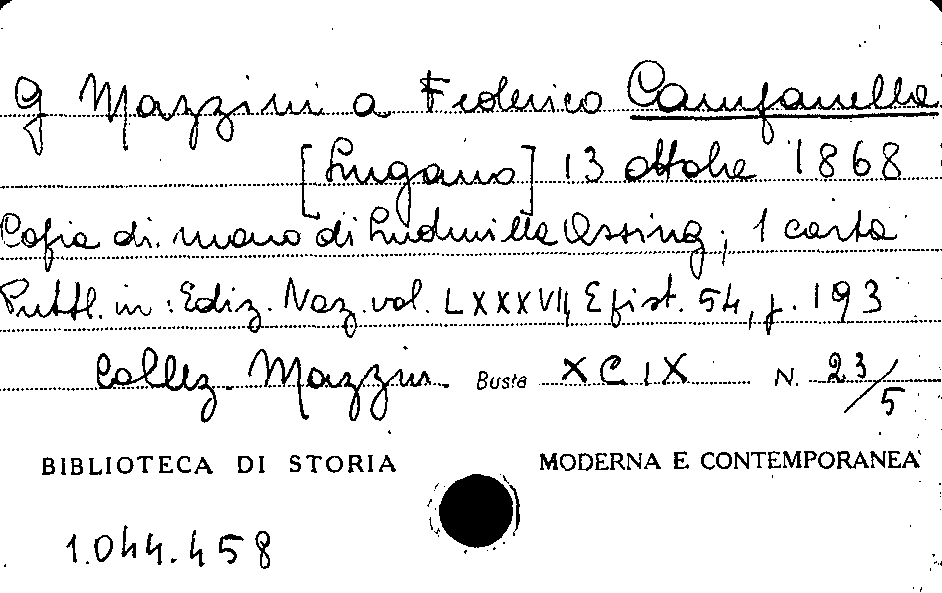 G Mazzini a Federico Campanella
[Lugano] 13 ottobre 1868
Copia di mano di Ludmilla Assing; 1 carta
Pubbl. in: Ediz. Naz. vol. LXXXVII, Epist. 54, p. 193
Collez. Mazzini Busta XCIX N. 23/5
BIBLIOTECA DI STORIA MODERNA E CONTEMPORANEA
1.044.458